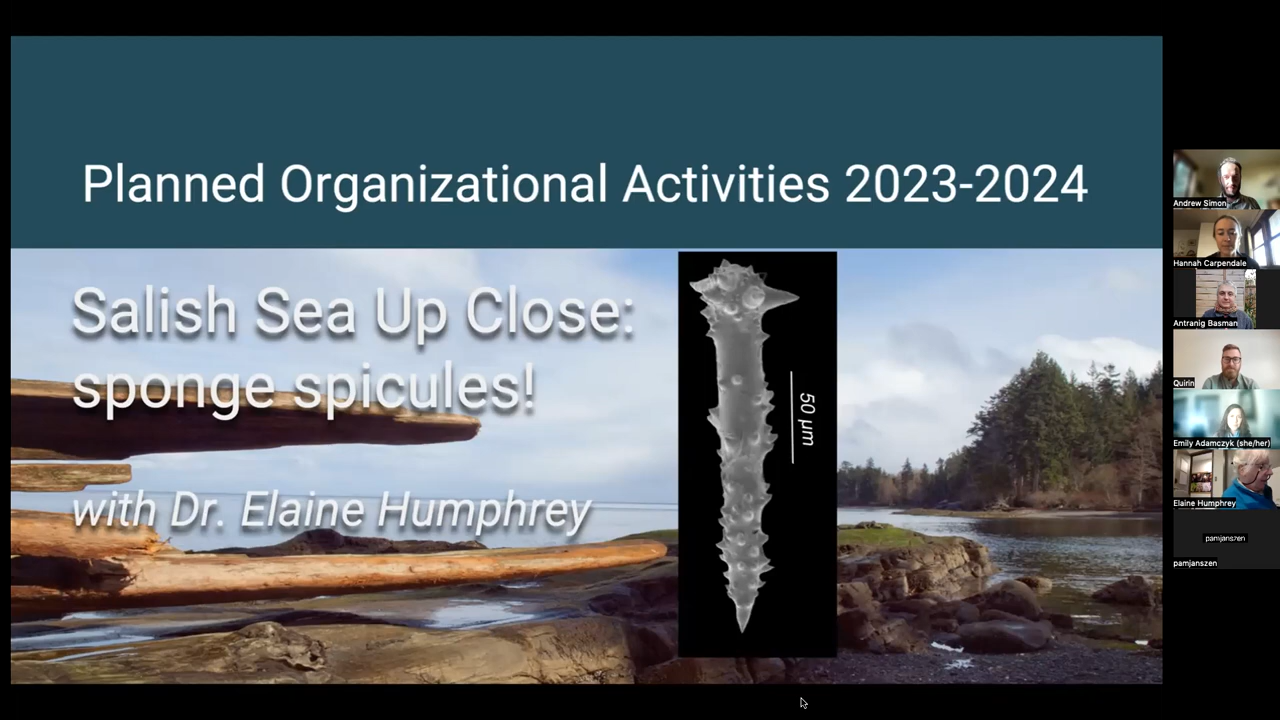 Planned Organizational Activities 2023-2024
Salish Sea Up Close:
sponge spicules!
with Dr. Elaine Humphrey
50 µm
Andrew Simon
Hannah Carpendale
Antranig Basman
Quirin
Emily Adamczyk (she/her)
Elaine Humphrey
pamjanszen
pamjanszen